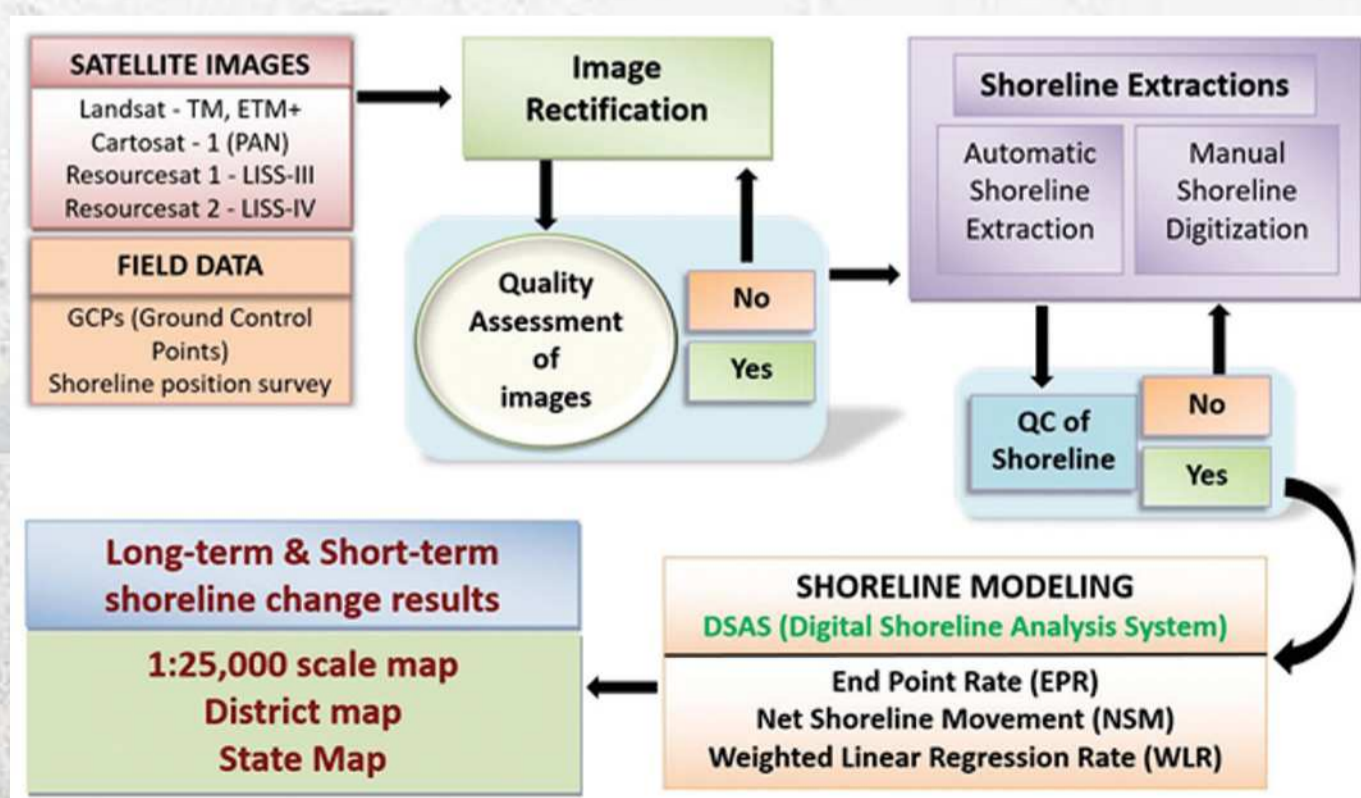 SATELLITE IMAGES
Landsat - TM, ETM+
Cartosat - 1 (PAN)
Resourcesat 1 - LISS-III
Resourcesat 2 - LISS-IV
FIELD DATA
GCPs (Ground Control
Points)
Shoreline position survey
Image
Rectification
Quality
Assessment
of
images
No
Yes
Shoreline Extractions
Automatic
Shoreline
Extraction
Manual
Shoreline
Digitization
QC of
Shoreline
No
Yes
SHORELINE MODELING
DSAS (Digital Shoreline Analysis System)
End Point Rate (EPR)
Net Shoreline Movement (NSM)
Weighted Linear Regression Rate (WLR)
Long-term & Short-term
shoreline change results
1:25,000 scale map
District map
State Map